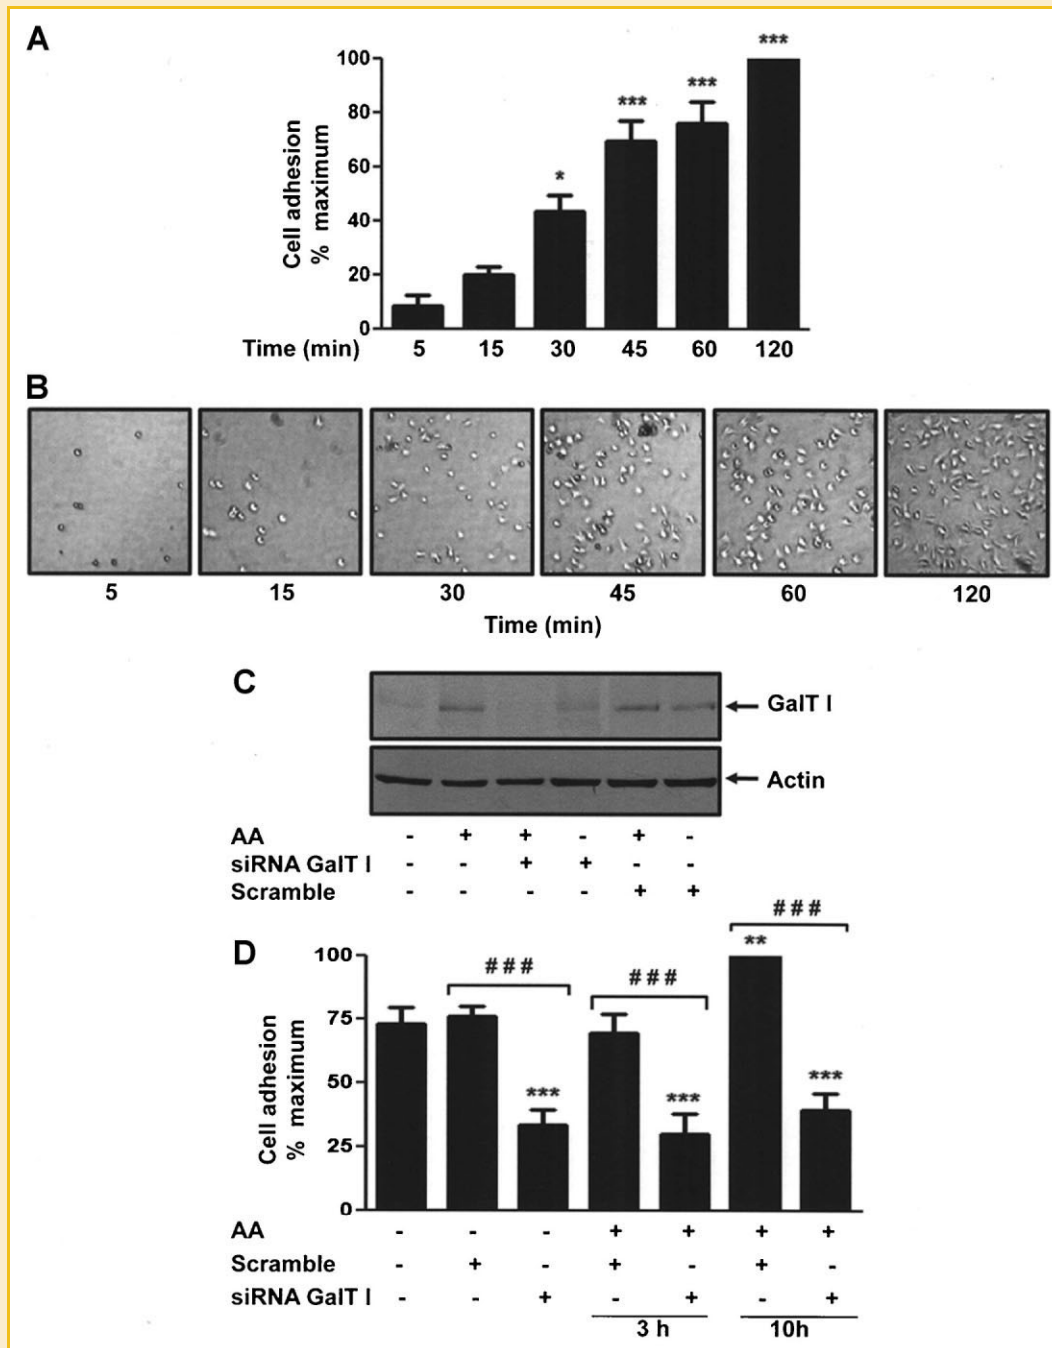 A
***
100
***
***
80
Cell adhesion
% maximum
60
*
40
20
0
Time (min) 5 15 30 45 60 120
B
5 15 30 45 60 120
Time (min)
C
GalT I
Actin
AA - + + - + -
siRNA GalT I - - + + - -
Scramble - - - - + +
D
###
**
100
###
###
75
Cell adhesion
% maximum
50
***
***
***
25
0
AA - - - + + + +
Scramble - + - + - + -
siRNA GalT I - - + - + - +
3 h 10h